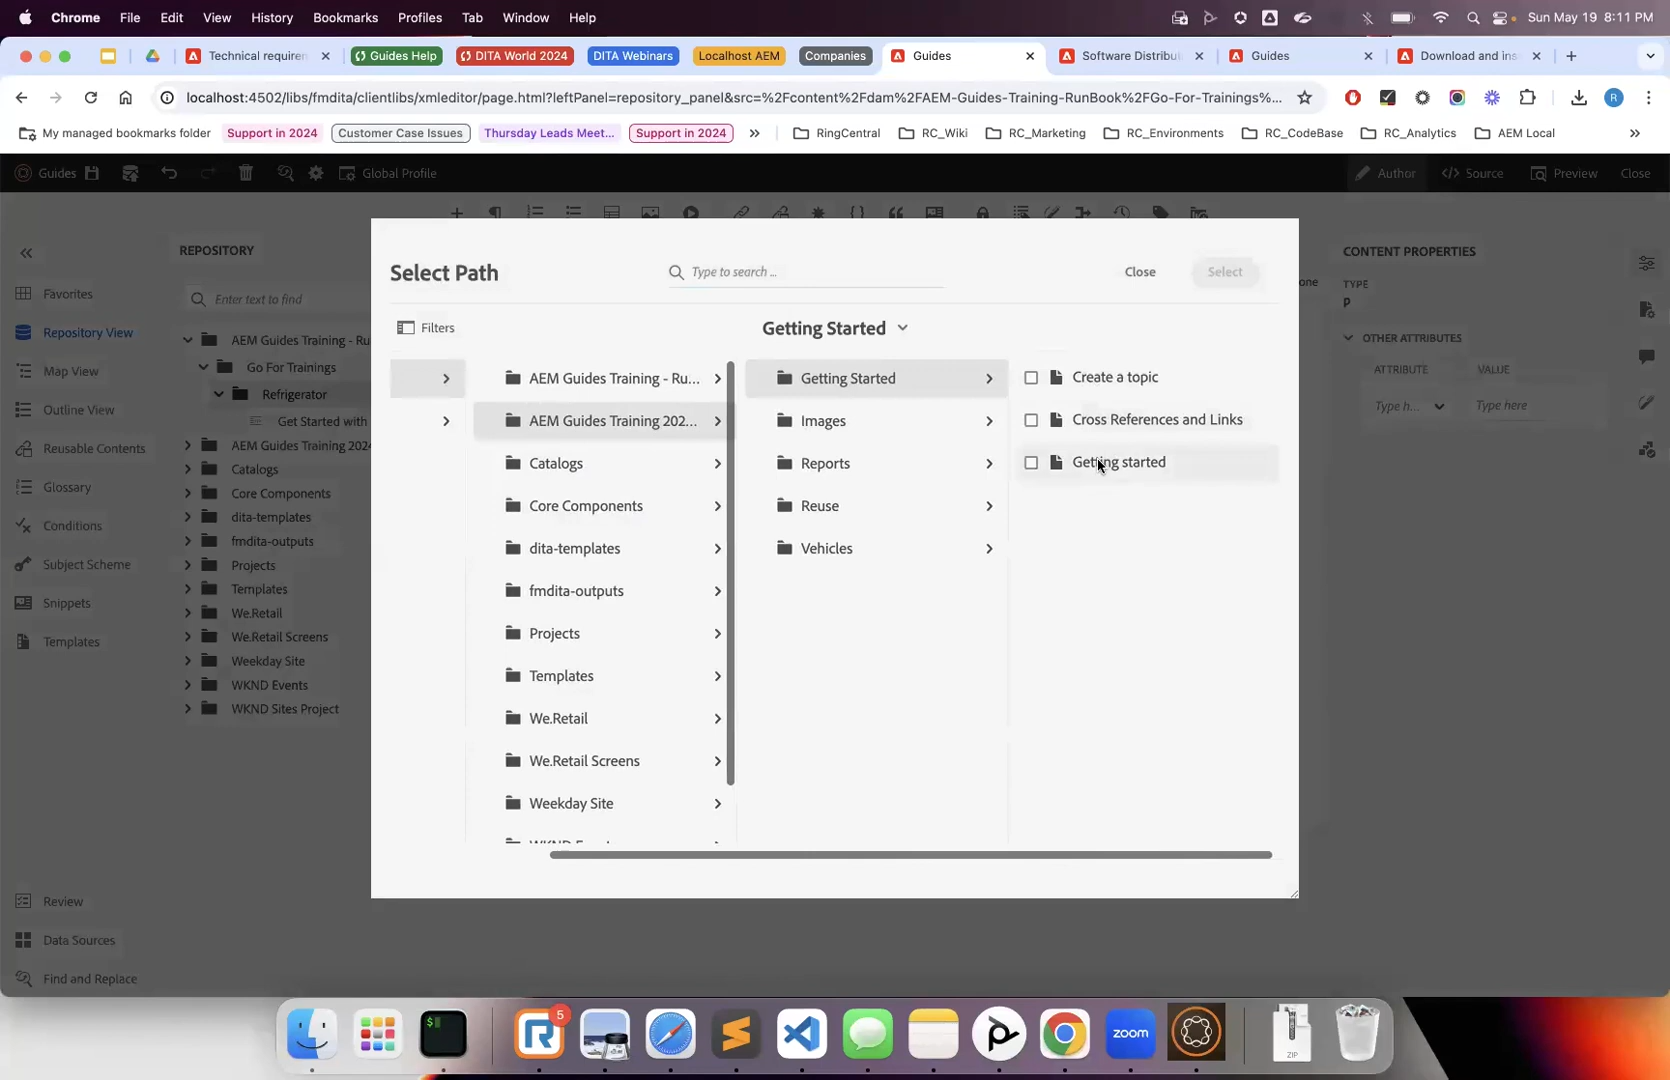 Chrome File Edit View History Bookmarks Profiles Tab Window Help Sun May 19 8:11 PM
Technical requiren Guides Help DITA World 2024 DITA Webinars Localhost AEM Companies Guides Software Distribu Guides Download and ins
localhost:4502/libs/fmdita/clientlibs/xmleditor/page.html?leftPanel=repository_panel&src=%2Fcontent%2Fdam%2FAEM-Guides-Training-RunBook%2FGo-For-Trainings%... R
My managed bookmarks folder Support in 2024 Customer Case Issues Thursday Leads Meet... Support in 2024 RingCentral RC_Wiki RC_Marketing RC_Environments RC_CodeBase RC_Analytics AEM Local
Guides Global Profile Author Source Preview Close
REPOSITORY
Enter text to find
Favorites
Repository View
Map View
Outline View
Reusable Contents
Glossary
Conditions
Subject Scheme
Snippets
Templates
Review
Data Sources
Find and Replace
AEM Guides Training - Ru
Go For Trainings
Refrigerator
Get Started with
AEM Guides Training 2024
Catalogs
Core Components
dita-templates
fmdita-outputs
Projects
Templates
We.Retail
We.Retail Screens
Weekday Site
WKND Events
WKND Sites Project
Select Path Type to search ... Close Select
Filters Getting Started
AEM Guides Training - Ru...
AEM Guides Training 202...
Catalogs
Core Components
dita-templates
fmdita-outputs
Projects
Templates
We.Retail
We.Retail Screens
Weekday Site
Getting Started
Images
Reports
Reuse
Vehicles
Create a topic
Cross References and Links
Getting started
one
CONTENT PROPERTIES
TYPE
p
OTHER ATTRIBUTES
ATTRIBUTE VALUE
Type h... Type here
5
zoom
ZIP